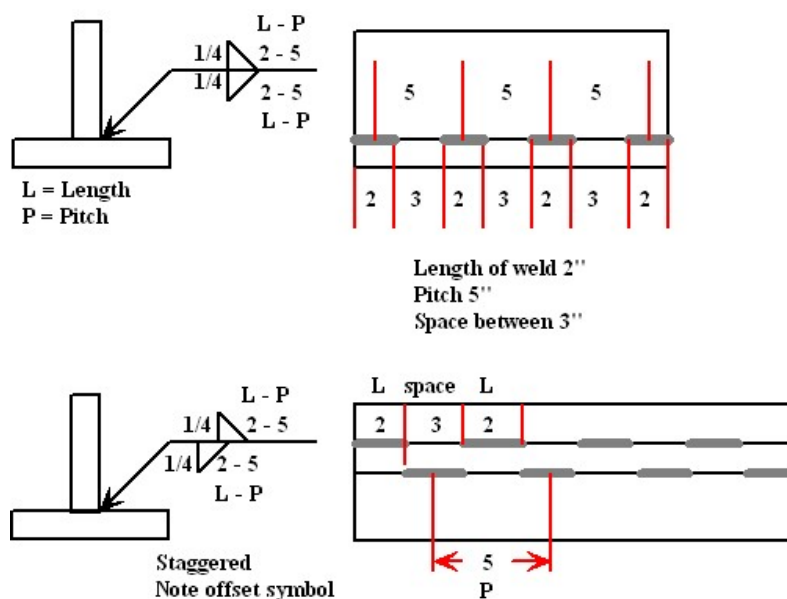 L - P
1/4 2 - 5
1/4 2 - 5
L - P
L = Length
P = Pitch
5 5 5
2 3 2 3 2 3 2
Length of weld 2"
Pitch 5"
Space between 3"
L - P
1/4 2 - 5
1/4 2 - 5
L - P
Staggered
Note offset symbol
L space L
2 3 2
5
P